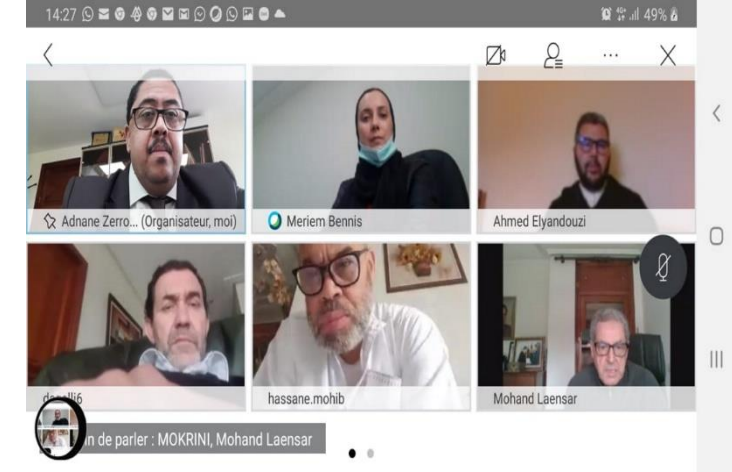 14:27
40+
49%
Adnane Zerro... (Organisateur, moi)
Meriem Bennis
Ahmed Elyandouzi
hassane.mohib
Mohand Laensar
de parler : MOKRINI, Mohand Laensar